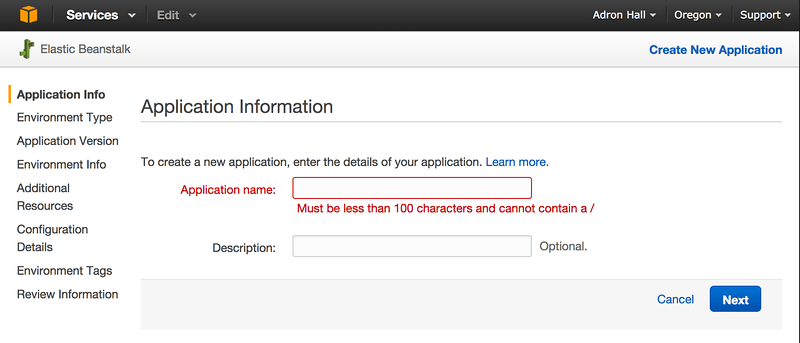 Services Edit Adron Hall Oregon Support
Elastic Beanstalk Create New Application
Application Info
Environment Type
Application Version
Environment Info
Additional
Resources
Configuration
Details
Environment Tags
Review Information
Application Information
To create a new application, enter the details of your application. Learn more.
Application name:
Must be less than 100 characters and cannot contain a /
Description: Optional.
Cancel Next